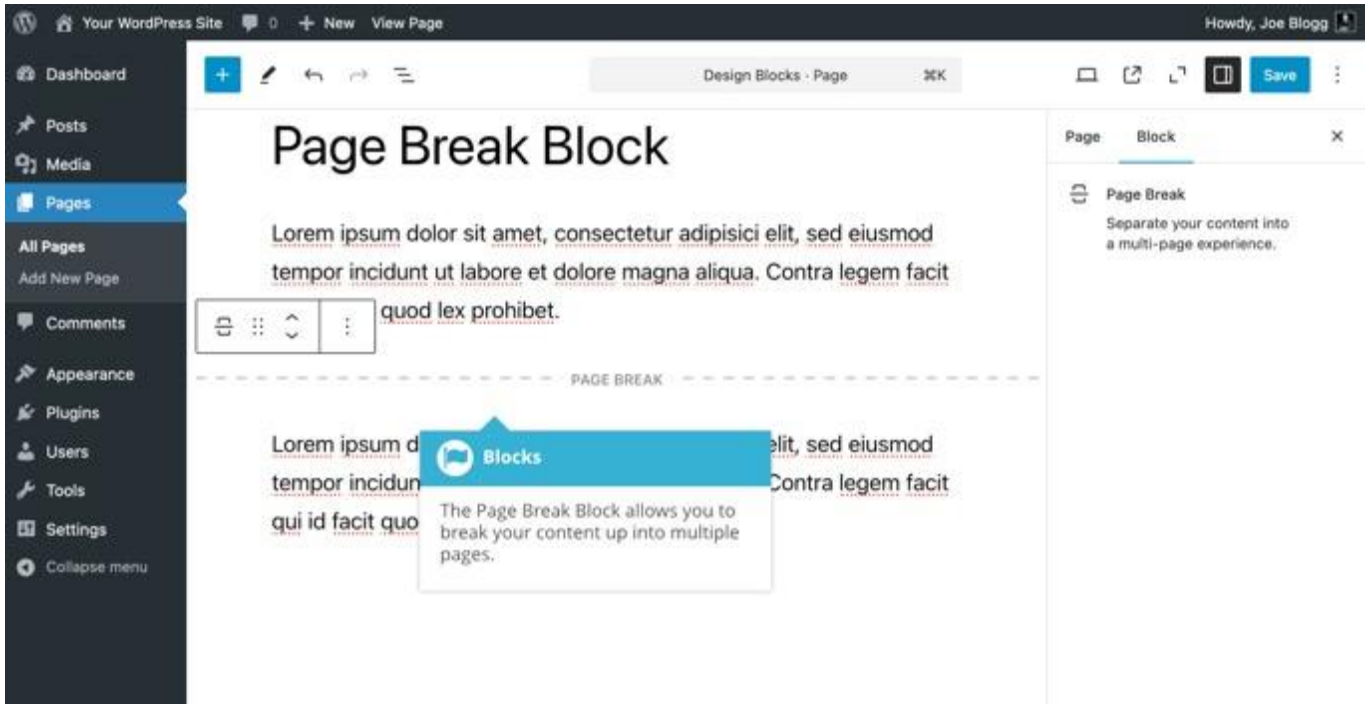 Your WordPress Site 0 + New View Page Howdy, Joe Blogg
Dashboard
Posts
Media
Pages
All Pages
Add New Page
Comments
Appearance
Plugins
Users
Tools
Settings
Collapse menu
Design Blocks · Page ⌘K
Save
Page Break Block
Lorem ipsum dolor sit amet, consectetur adipisici elit, sed eiusmod
tempor incidunt ut labore et dolore magna aliqua. Contra legem facit
quod lex prohibet.
PAGE BREAK
Lorem ipsum d elit, sed eiusmod
tempor incidun Contra legem facit
qui id facit quo
Blocks
The Page Break Block allows you to
break your content up into multiple
pages.
Page Block
Page Break
Separate your content into
a multi-page experience.